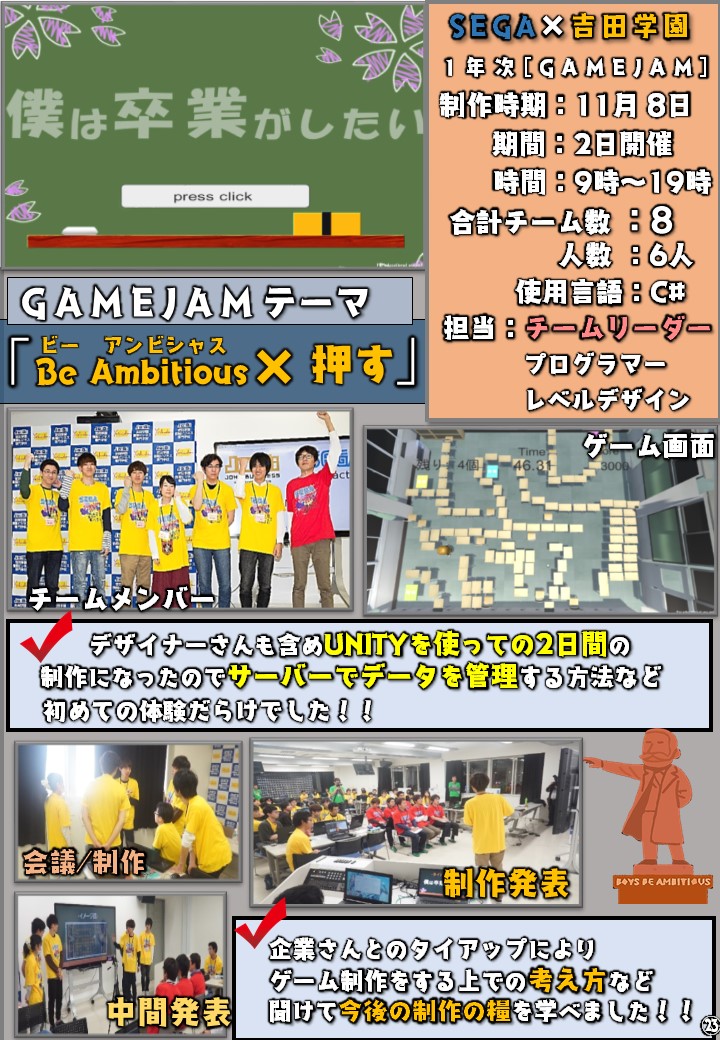 僕は卒業がしたい
press click
SEGA×吉田学園
1年次[GAMEJAM]
制作時期:11月8日
期間:2日開催
時間:9時～19時
合計チーム数:8
人数:6人
使用言語:C#
担当:チームリーダー
プログラマー
レベルデザイン
GAMEJAMテーマ
ビー アンビシャス
「Be Ambitious × 押す」
チームメンバー
ゲーム画面
残り 4個
Time
46.31
3000
デザイナーさんも含めUNITYを使っての2日間の
制作になったのでサーバーでデータを管理する方法など
初めての体験だらけでした!!
会議/制作
制作発表
BOYS BE AMBITIOUS
中間発表
企業さんとのタイアップにより
ゲーム制作をする上での考え方など
聞けて今後の制作の糧を学べました!!
23